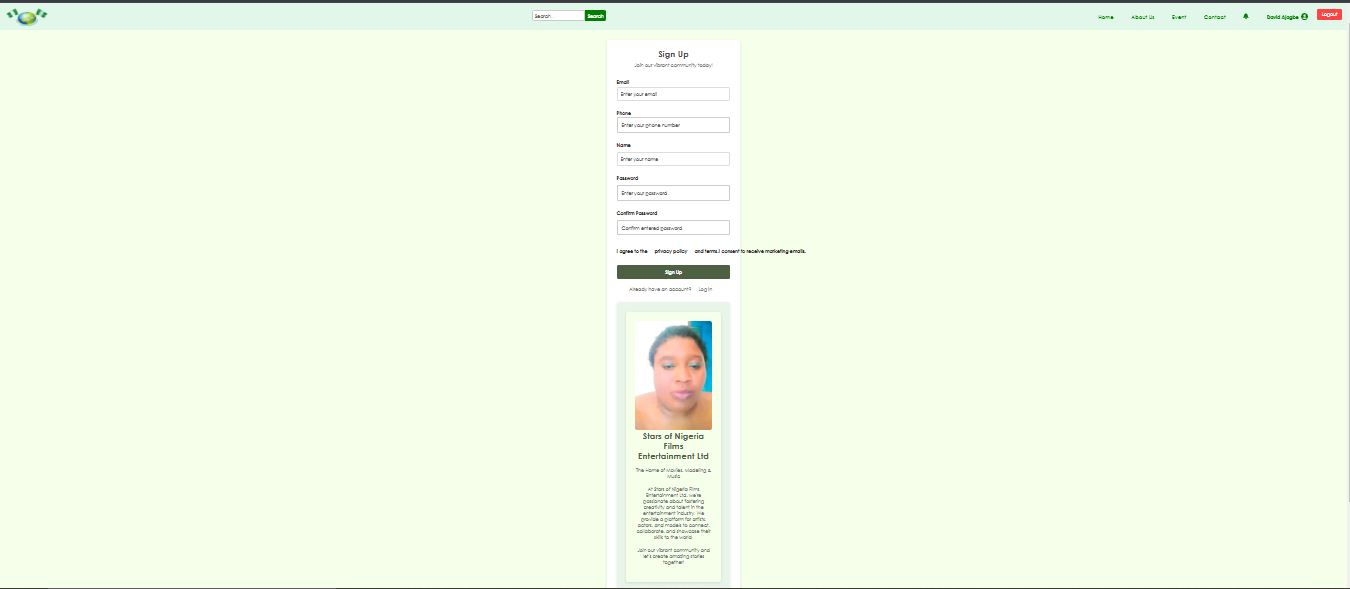 Search
Search
Home
About Us
Event
Contact
David Ajagbe
Logout
Sign Up
Join our vibrant community today!
Email
Enter your email
Phone
Enter your phone number
Name
Enter your name
Password
Enter your password
Confirm Password
Confirm entered password
I agree to the privacy policy and terms.I consent to receive marketing emails.
Sign Up
Already have an account? Log in
Stars of Nigeria
Films
Entertainment Ltd
The Home of Movies, Modeling &
Music
At Stars of Nigeria Films
Entertainment Ltd, we're
passionate about fostering
creativity and talent in the
entertainment industry. We
provide a platform for artists,
actors, and models to connect,
collaborate, and showcase their
skills to the world.
Join our vibrant community and
let's create amazing stories
together!